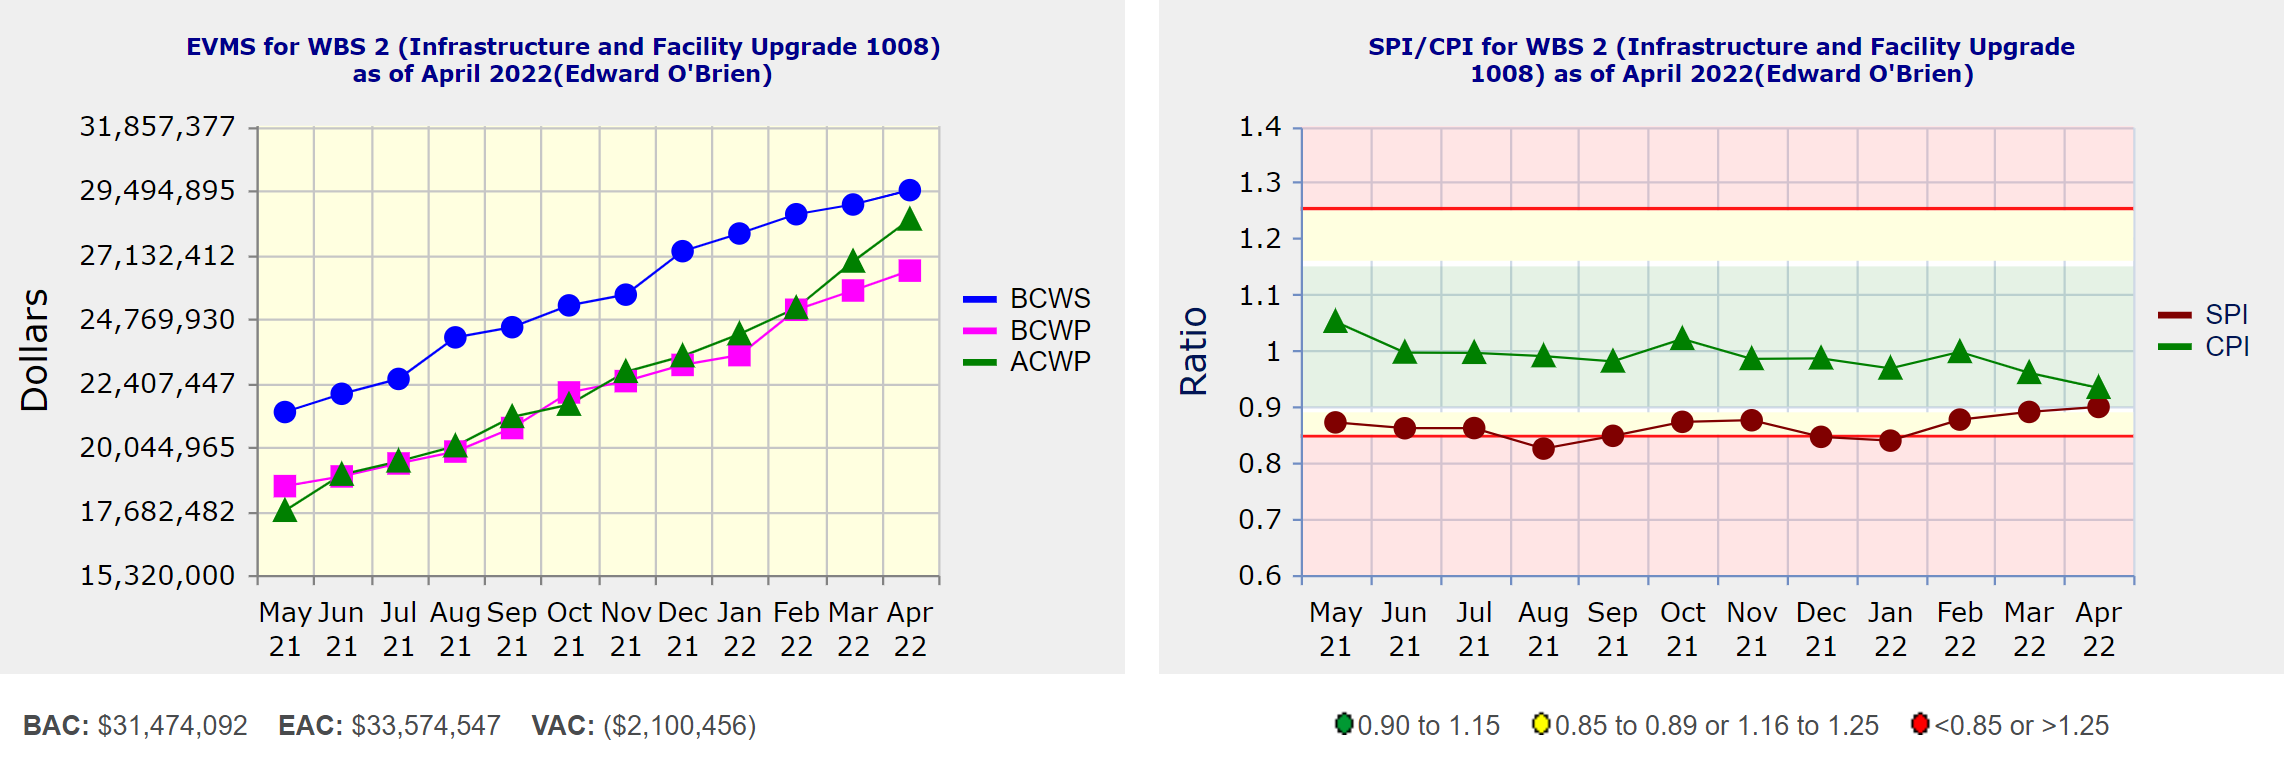 EVMS for WBS 2 (Infrastructure and Facility Upgrade 1008)
as of April 2022(Edward O'Brien)
Dollars
31,857,377
29,494,895
27,132,412
24,769,930
22,407,447
20,044,965
17,682,482
15,320,000
May Jun Jul Aug Sep Oct Nov Dec Jan Feb Mar Apr
21 21 21 21 21 21 21 21 22 22 22 22
BCWS
BCWP
ACWP
SPI/CPI for WBS 2 (Infrastructure and Facility Upgrade
1008) as of April 2022(Edward O'Brien)
Ratio
1.4
1.3
1.2
1.1
1
0.9
0.8
0.7
0.6
May Jun Jul Aug Sep Oct Nov Dec Jan Feb Mar Apr
21 21 21 21 21 21 21 21 22 22 22 22
SPI
CPI
BAC: $31,474,092 EAC: $33,574,547 VAC: ($2,100,456)
0.90 to 1.15 0.85 to 0.89 or 1.16 to 1.25 <0.85 or >1.25